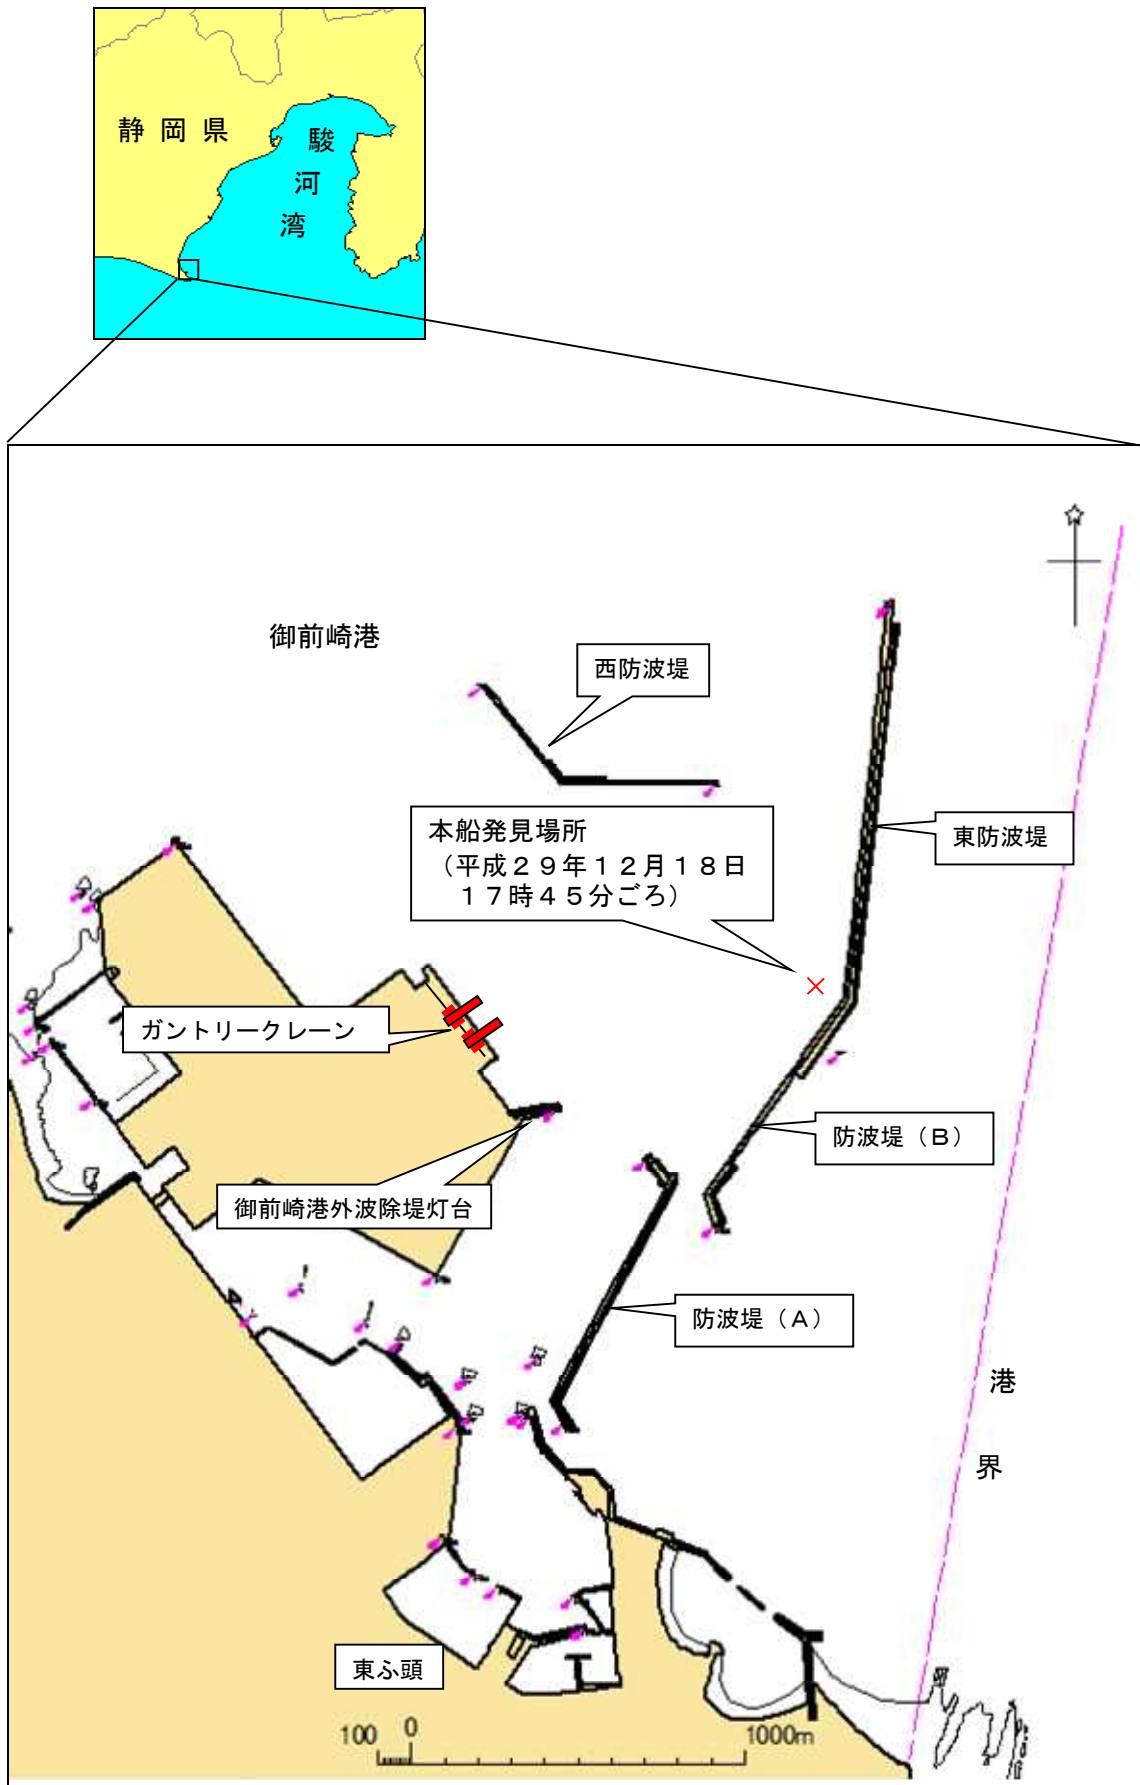 静岡県
駿河湾
御前崎港
西防波堤
本船発見場所
（平成２９年１２月１８日
１７時４５分ごろ）
東防波堤
ガントリークレーン
防波堤（Ｂ）
御前崎港外波除堤灯台
防波堤（Ａ）
港界
東ふ頭
100 0 1000m